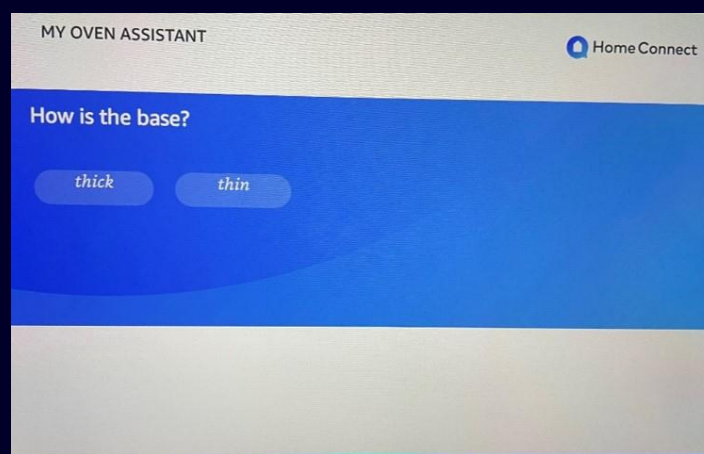 MY OVEN ASSISTANT
Home Connect
How is the base?
thick
thin